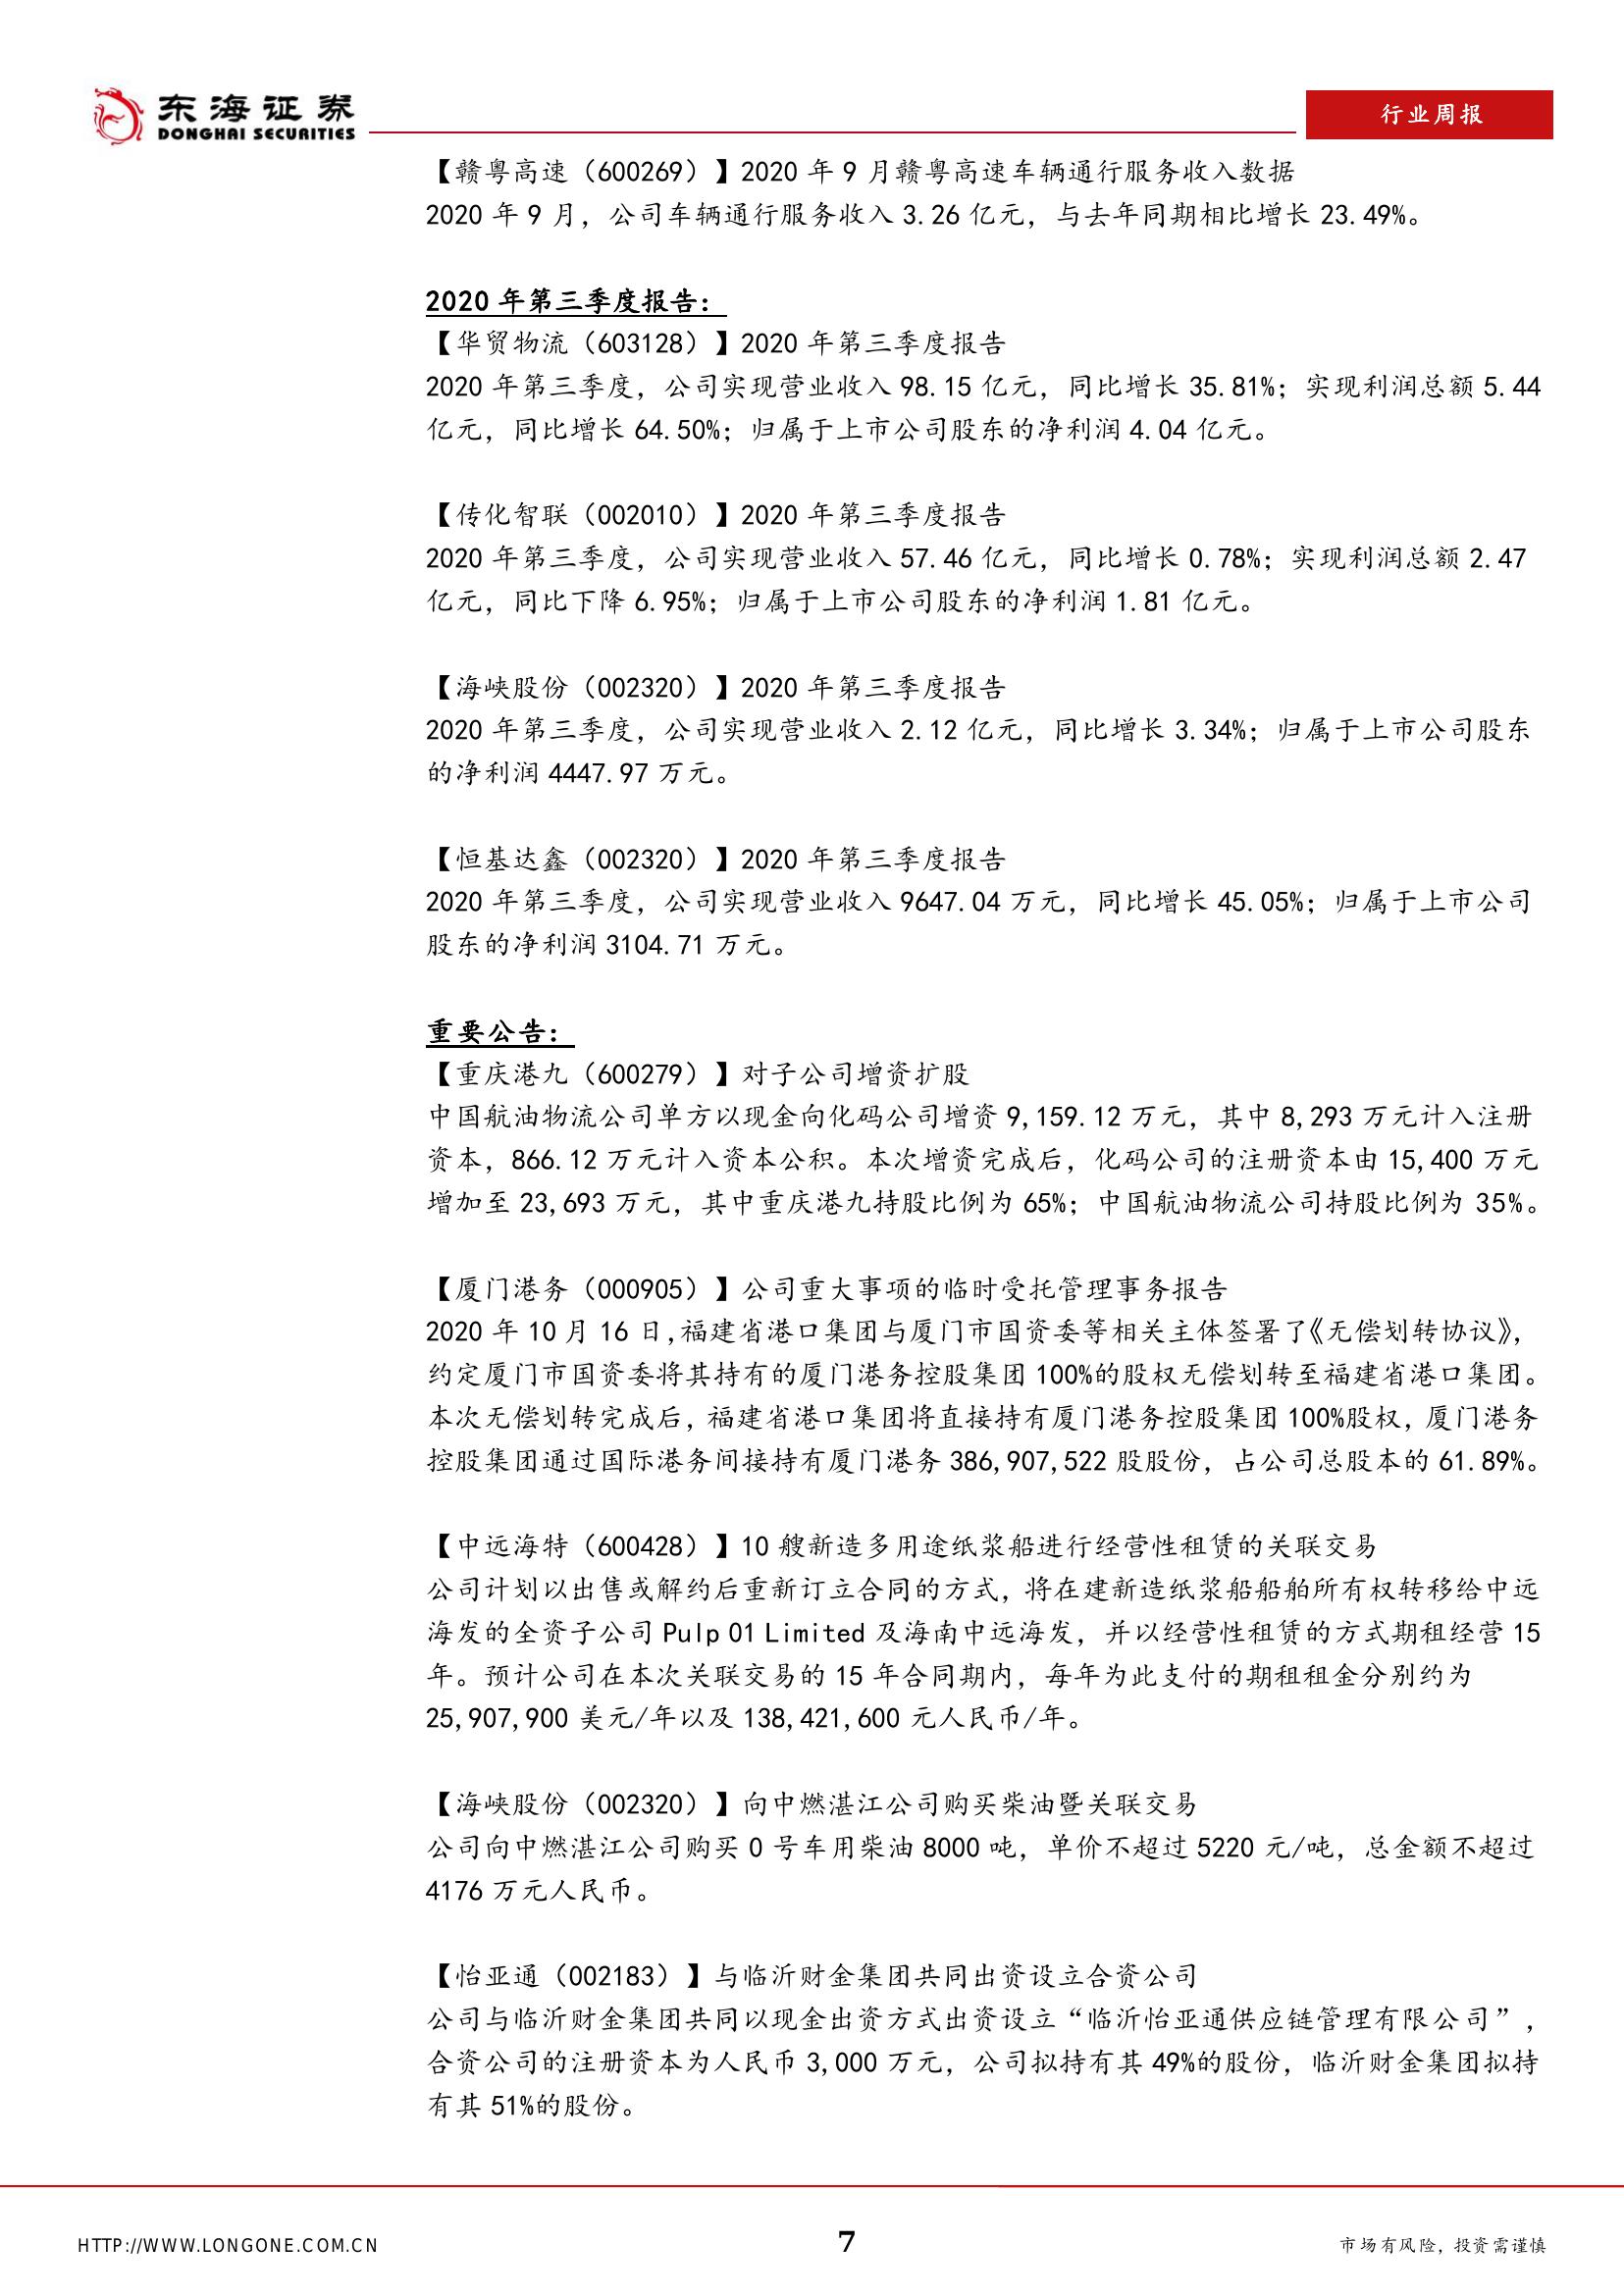 东海证券
DONGHAI SECURITIES
行业周报
【赣粤高速（600269）】2020 年 9 月赣粤高速车辆通行服务收入数据
2020 年 9 月，公司车辆通行服务收入 3.26 亿元，与去年同期相比增长 23.49%。
2020 年第三季度报告：
【华贸物流（603128）】2020 年第三季度报告
2020 年第三季度，公司实现营业收入 98.15 亿元，同比增长 35.81%；实现利润总额 5.44
亿元，同比增长 64.50%；归属于上市公司股东的净利润 4.04 亿元。
【传化智联（002010）】2020 年第三季度报告
2020 年第三季度，公司实现营业收入 57.46 亿元，同比增长 0.78%；实现利润总额 2.47
亿元，同比下降 6.95%；归属于上市公司股东的净利润 1.81 亿元。
【海峡股份（002320）】2020 年第三季度报告
2020 年第三季度，公司实现营业收入 2.12 亿元，同比增长 3.34%；归属于上市公司股东
的净利润 4447.97 万元。
【恒基达鑫（002320）】2020 年第三季度报告
2020 年第三季度，公司实现营业收入 9647.04 万元，同比增长 45.05%；归属于上市公司
股东的净利润 3104.71 万元。
重要公告：
【重庆港九（600279）】对子公司增资扩股
中国航油物流公司单方以现金向化码公司增资 9,159.12 万元，其中 8,293 万元计入注册
资本，866.12 万元计入资本公积。本次增资完成后，化码公司的注册资本由 15,400 万元
增加至 23,693 万元，其中重庆港九持股比例为 65%；中国航油物流公司持股比例为 35%。
【厦门港务（000905）】公司重大事项的临时受托管理事务报告
2020 年 10 月 16 日,福建省港口集团与厦门市国资委等相关主体签署了《无偿划转协议》，
约定厦门市国资委将其持有的厦门港务控股集团 100%的股权无偿划转至福建省港口集团。
本次无偿划转完成后，福建省港口集团将直接持有厦门港务控股集团 100%股权，厦门港务
控股集团通过国际港务间接持有厦门港务 386,907,522 股股份，占公司总股本的 61.89%。
【中远海特（600428）】10 艘新造多用途纸浆船进行经营性租赁的关联交易
公司计划以出售或解约后重新订立合同的方式，将在建新造纸浆船船舶所有权转移给中远
海发的全资子公司 Pulp 01 Limited 及海南中远海发，并以经营性租赁的方式期租经营 15
年。预计公司在本次关联交易的 15 年合同期内，每年为此支付的期租租金分别约为
25,907,900 美元/年以及 138,421,600 元人民币/年。
【海峡股份（002320）】向中燃湛江公司购买柴油暨关联交易
公司向中燃湛江公司购买 0 号车用柴油 8000 吨，单价不超过 5220 元/吨，总金额不超过
4176 万元人民币。
【怡亚通（002183）】与临沂财金集团共同出资设立合资公司
公司与临沂财金集团共同以现金出资方式出资设立“临沂怡亚通供应链管理有限公司”，
合资公司的注册资本为人民币 3,000 万元，公司拟持有其 49%的股份，临沂财金集团拟持
有其 51%的股份。
HTTP://WWW.LONGONE.COM.CN
7
市场有风险，投资需谨慎